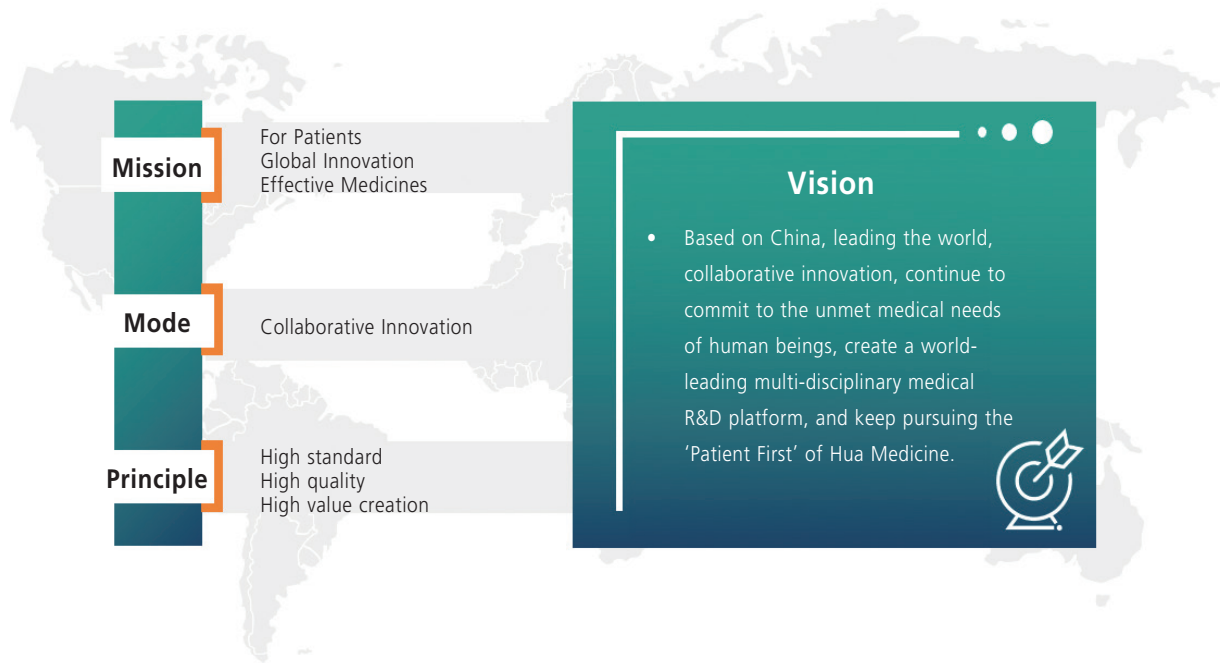 Mission
For Patients
Global Innovation
Effective Medicines
Mode
Collaborative Innovation
Principle
High standard
High quality
High value creation
Vision
• Based on China, leading the world,
collaborative innovation, continue to
commit to the unmet medical needs
of human beings, create a world-
leading multi-disciplinary medical
R&D platform, and keep pursuing the
‘Patient First’ of Hua Medicine.